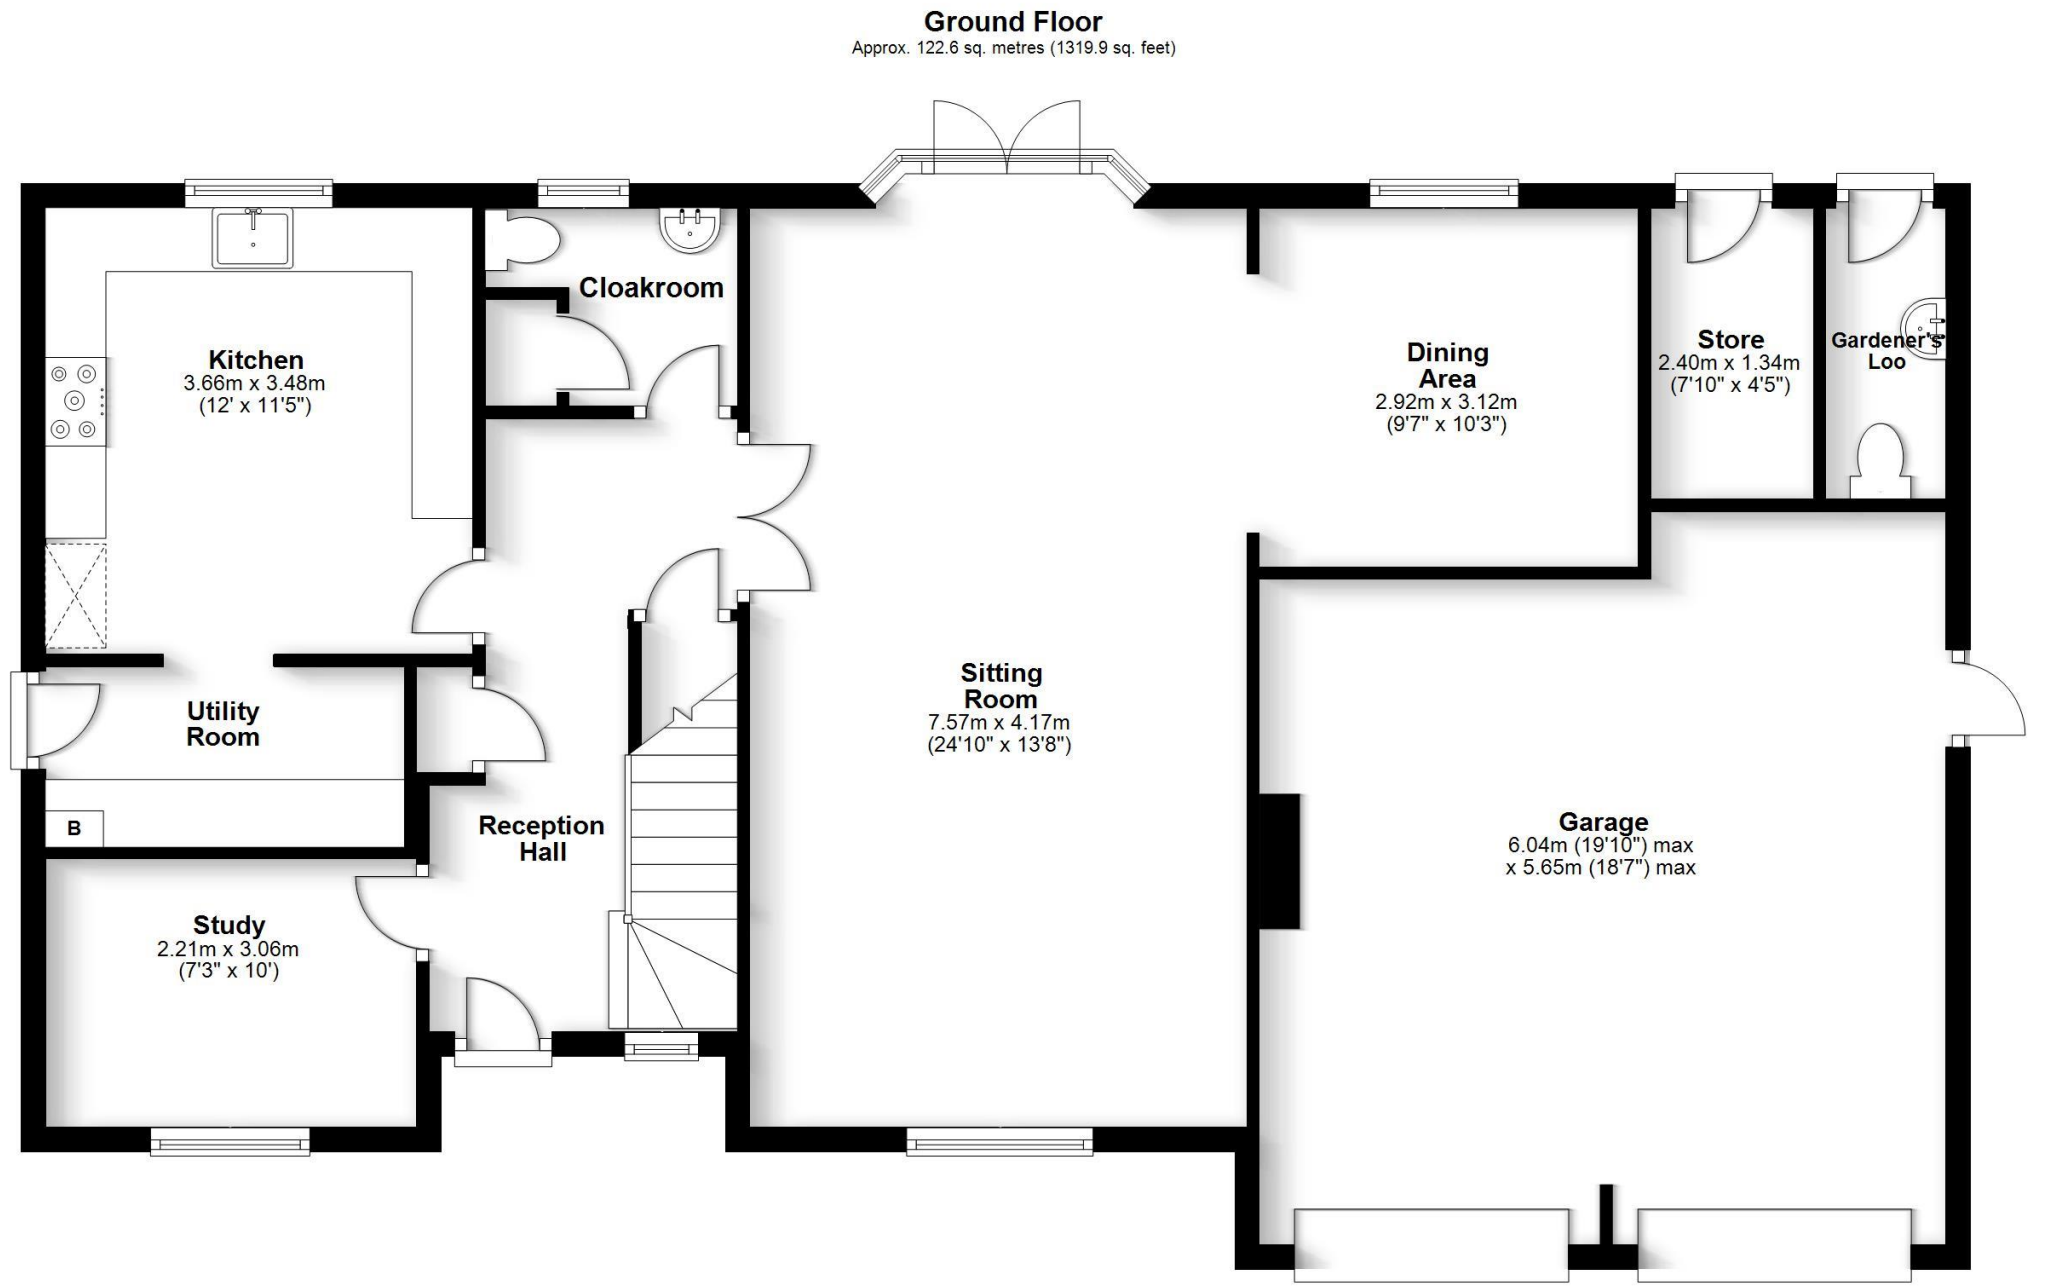 Ground Floor
Approx. 122.6 sq. metres (1319.9 sq. feet)
Kitchen
3.66m x 3.48m
(12' x 11'5")
Cloakroom
Sitting
Room
7.57m x 4.17m
(24'10" x 13'8")
Dining
Area
2.92m x 3.12m
(9'7" x 10'3")
Store
2.40m x 1.34m
(7'10" x 4'5")
Gardener's
Loo
Utility
Room
B
Reception
Hall
Study
2.21m x 3.06m
(7'3" x 10')
Garage
6.04m (19'10") max
x 5.65m (18'7") max